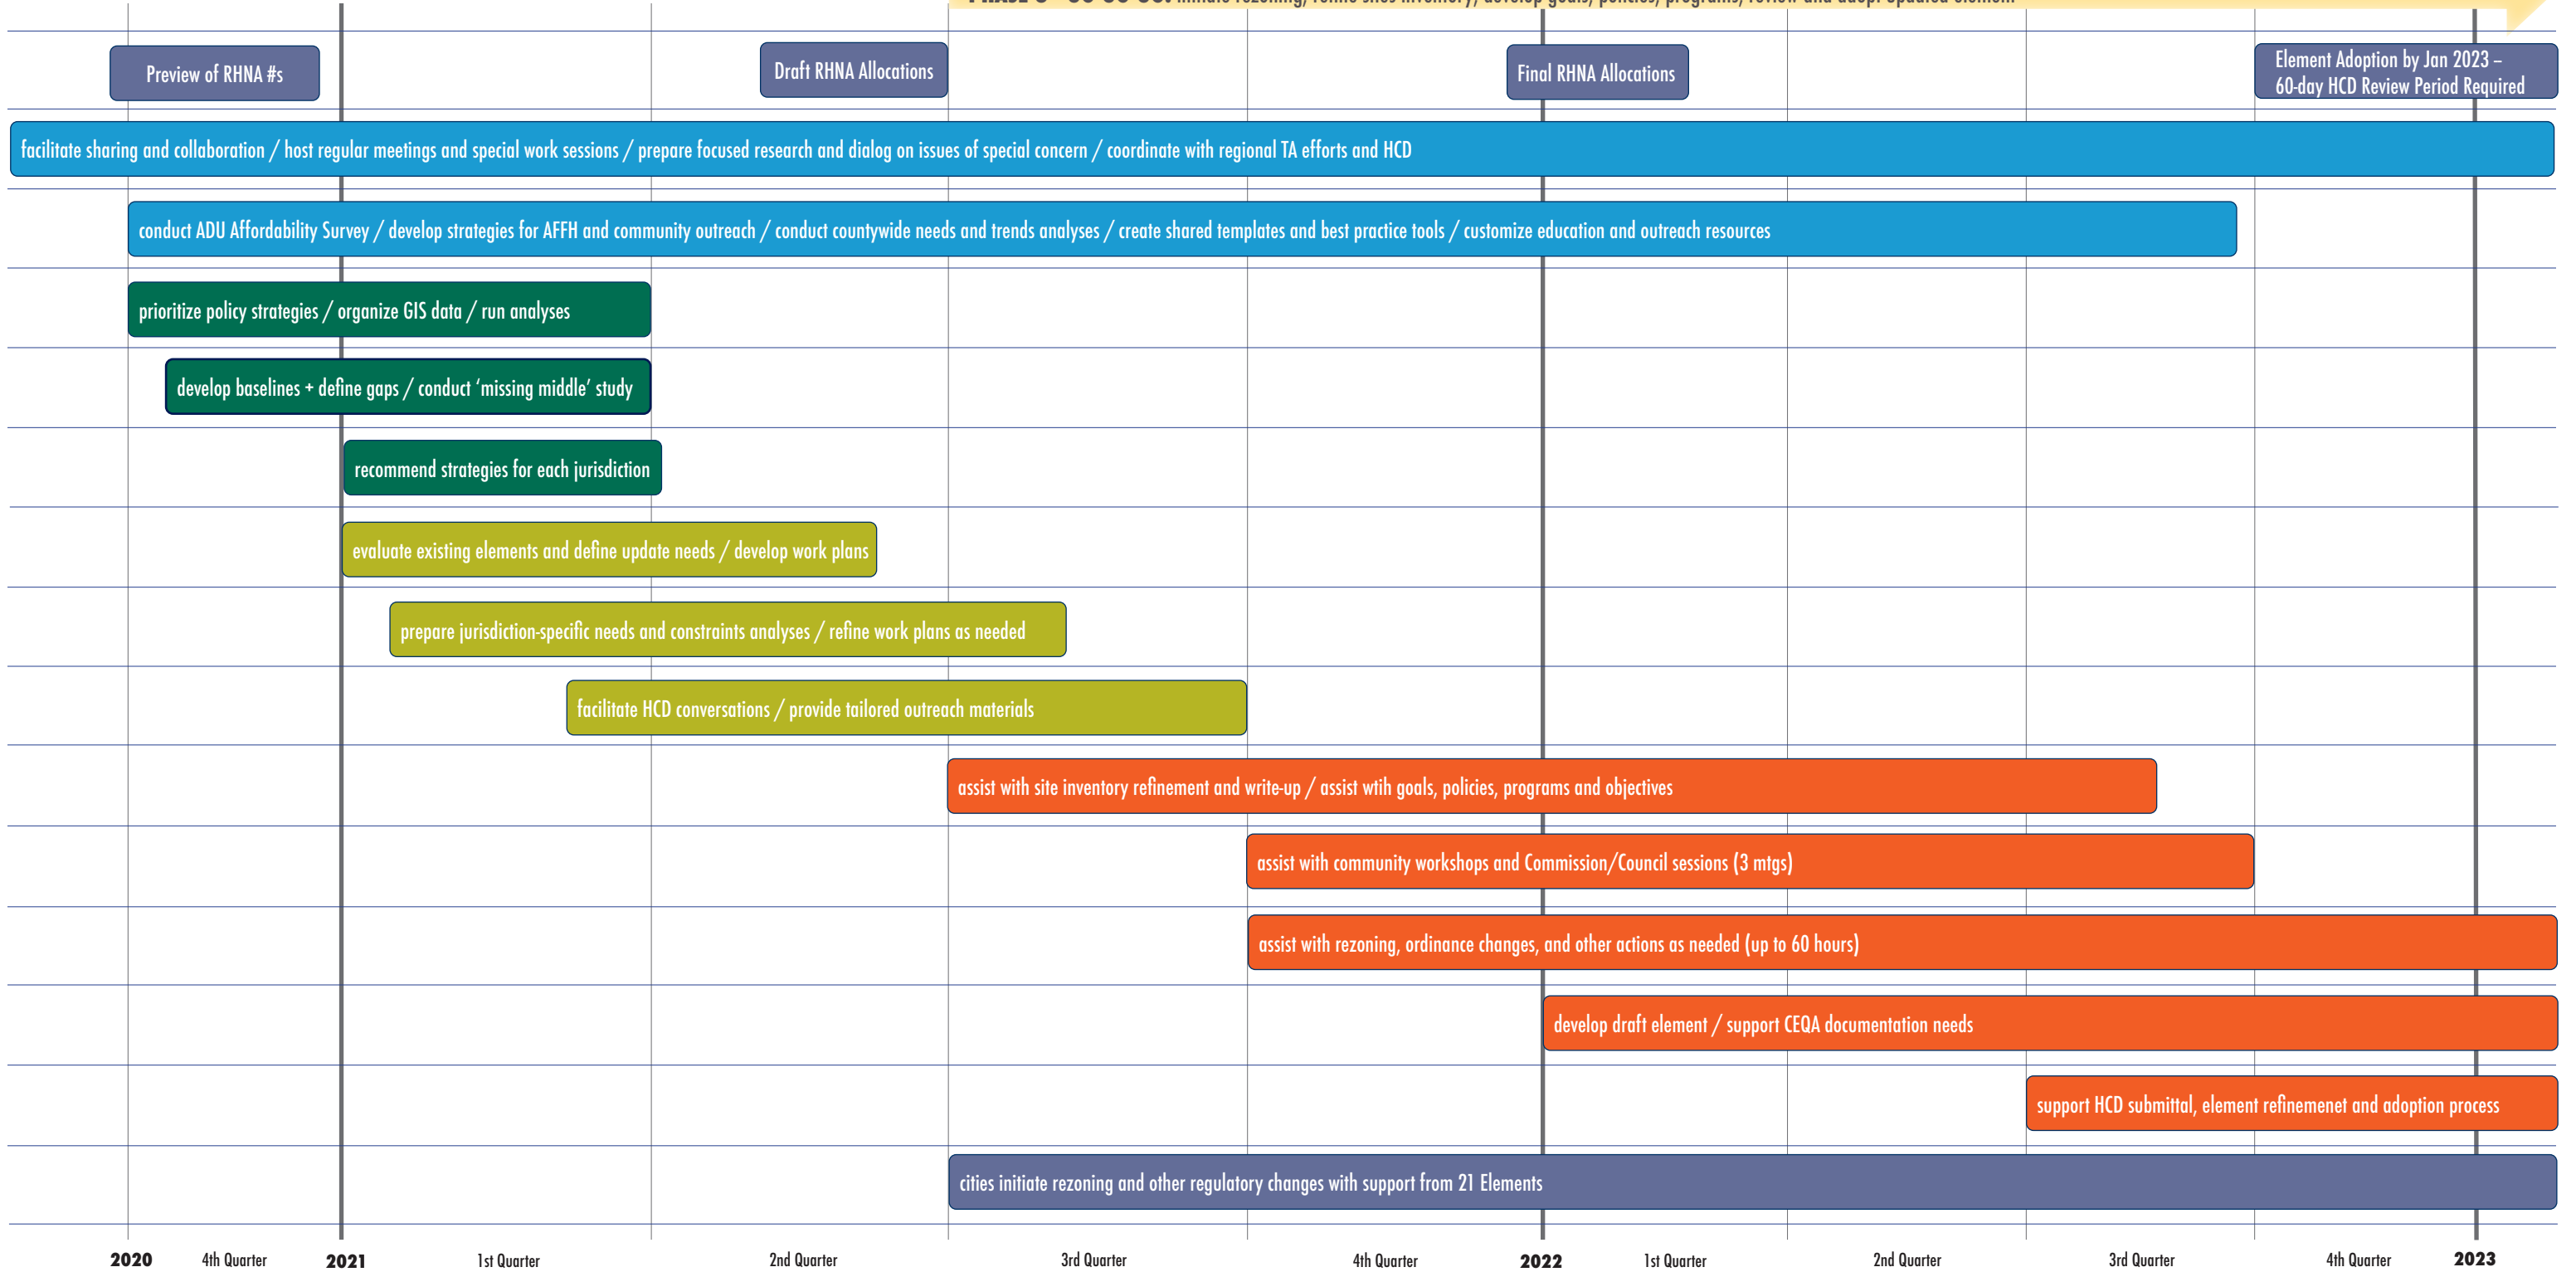 Preview of RHNA #s
Draft RHNA Allocations
Final RHNA Allocations
Element Adoption by Jan 2023 –
60-day HCD Review Period Required
facilitate sharing and collaboration / host regular meetings and special work sessions / prepare focused research and dialog on issues of special concern / coordinate with regional TA efforts and HCD
conduct ADU Affordability Survey / develop strategies for AFFH and community outreach / conduct countywide needs and trends analyses / create shared templates and best practice tools / customize education and outreach resources
prioritize policy strategies / organize GIS data / run analyses
develop baselines + define gaps / conduct ‘missing middle’ study
recommend strategies for each jurisdiction
evaluate existing elements and define update needs / develop work plans
prepare jurisdiction-specific needs and constraints analyses / refine work plans as needed
facilitate HCD conversations / provide tailored outreach materials
assist with site inventory refinement and write-up / assist wtih goals, policies, programs and objectives
assist with community workshops and Commission/Council sessions (3 mtgs)
assist with rezoning, ordinance changes, and other actions as needed (up to 60 hours)
develop draft element / support CEQA documentation needs
support HCD submittal, element refinemenet and adoption process
cities initiate rezoning and other regulatory changes with support from 21 Elements
2020 4th Quarter 2021 1st Quarter 2nd Quarter 3rd Quarter 4th Quarter 2022 1st Quarter 2nd Quarter 3rd Quarter 4th Quarter 2023